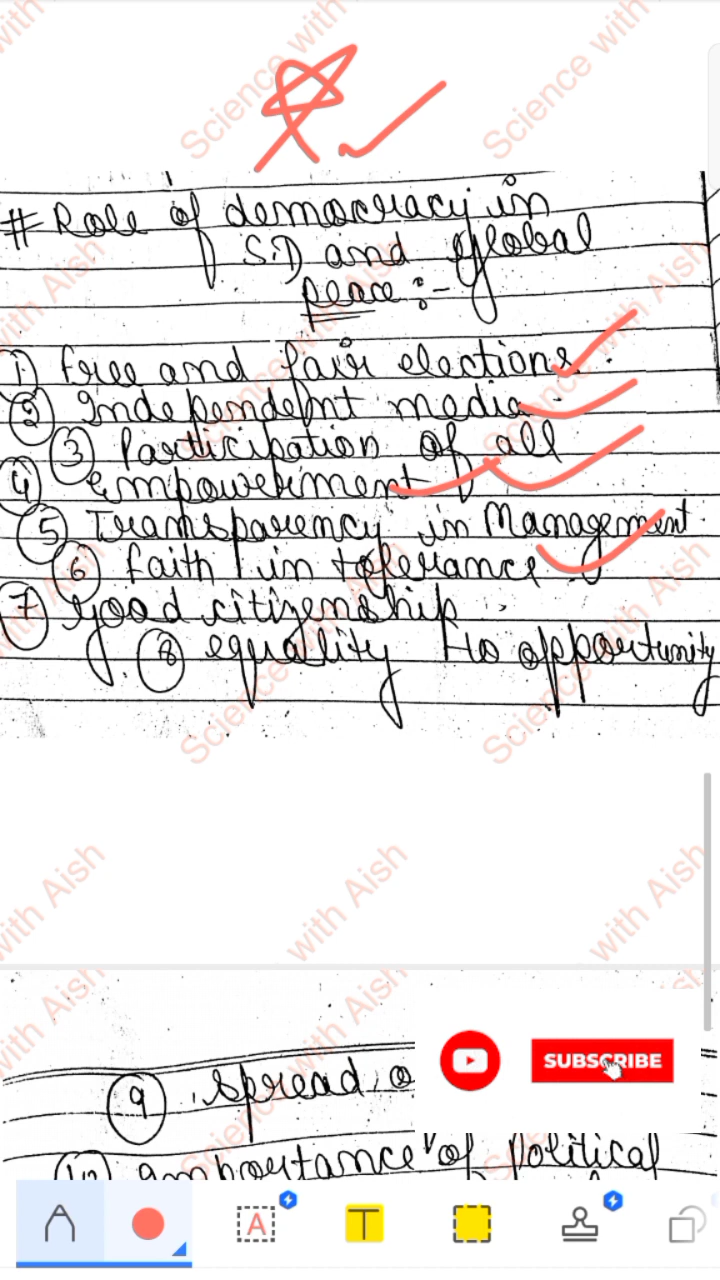 # Role of democracy in
S.D and global
peace :-
① free and fair elections.
② Independent media.
③ Participation of all
④ empowerment
⑤ Transparency in Management.
⑥ faith in tolerance.
⑦ good citizenship.
⑧ equality to opportunity
⑨ Spread o
SUBSCRIBE
⑩ importance of political
A
T
Science with Aish